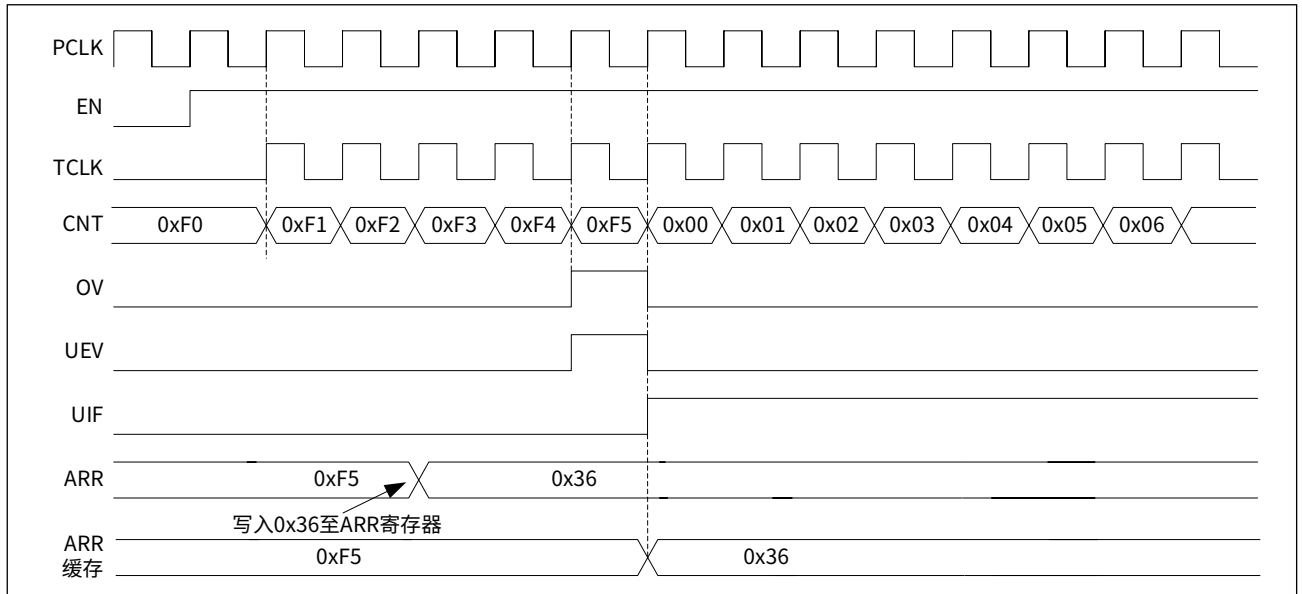 PCLK
EN
TCLK
CNT 0xF0 0xF1 0xF2 0xF3 0xF4 0xF5 0x00 0x01 0x02 0x03 0x04 0x05 0x06
OV
UEV
UIF
ARR 0xF5 0x36
写入0x36至ARR寄存器
ARR
缓存 0xF5 0x36